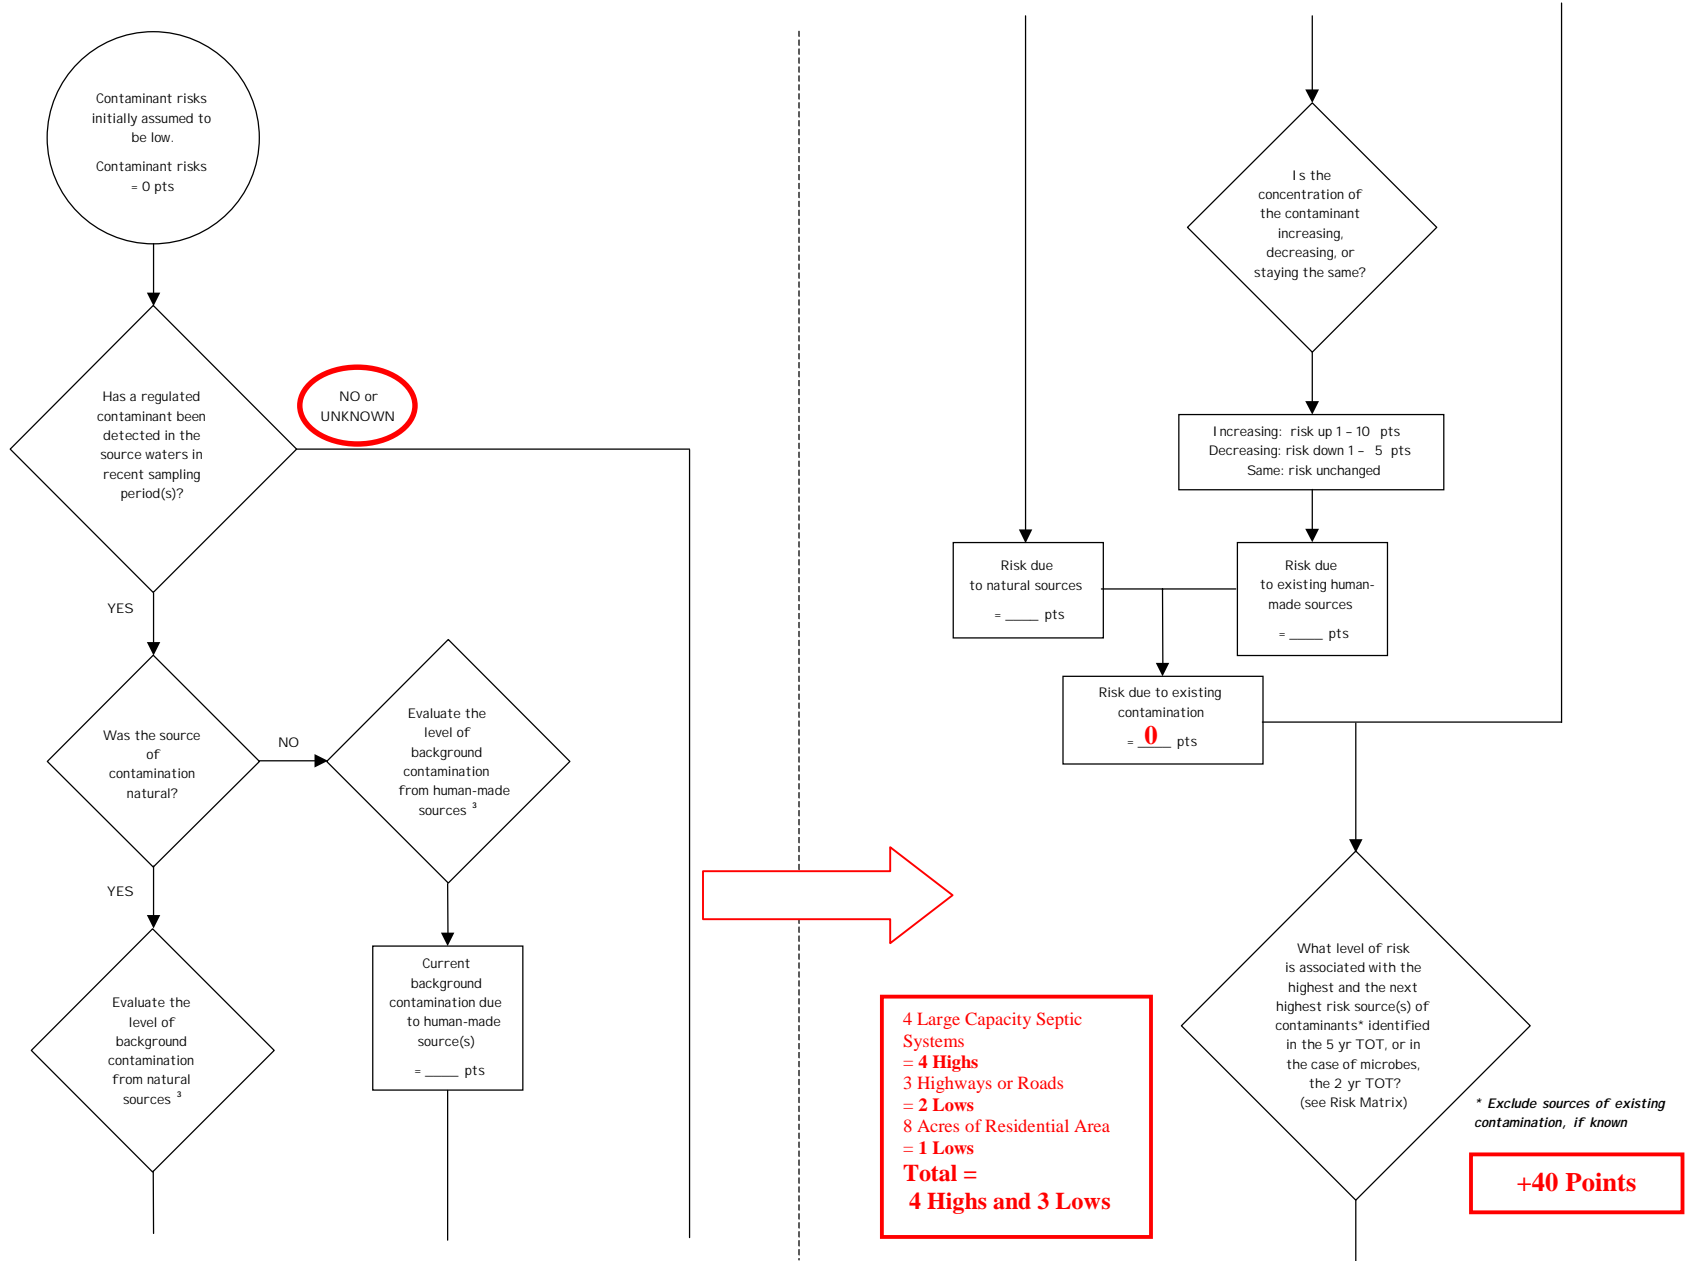 Contaminant risks
initially assumed to
be low.
Contaminant risks
= 0 pts
Has a regulated
contaminant been
detected in the
source waters in
recent sampling
period(s)?
NO or
UNKNOWN
YES
Was the source
of
contamination
natural?
NO
Evaluate the
level of
background
contamination
from human-made
sources ³
YES
Evaluate the
level of
background
contamination
from natural
sources ³
Current
background
contamination due
to human-made
source(s)
= ____ pts
Is the
concentration of
the contaminant
increasing,
decreasing, or
staying the same?
Increasing: risk up 1 – 10 pts
Decreasing: risk down 1 – 5 pts
Same: risk unchanged
Risk due
to natural sources
= ____ pts
Risk due
to existing human-
made sources
= ____ pts
Risk due to existing
contamination
= 0 pts
What level of risk
is associated with the
highest and the next
highest risk source(s) of
contaminants* identified
in the 5 yr TOT, or in
the case of microbes,
the 2 yr TOT?
(see Risk Matrix)
* Exclude sources of existing
contamination, if known
+40 Points
4 Large Capacity Septic
Systems
= 4 Highs
3 Highways or Roads
= 2 Lows
8 Acres of Residential Area
= 1 Lows
Total =
4 Highs and 3 Lows